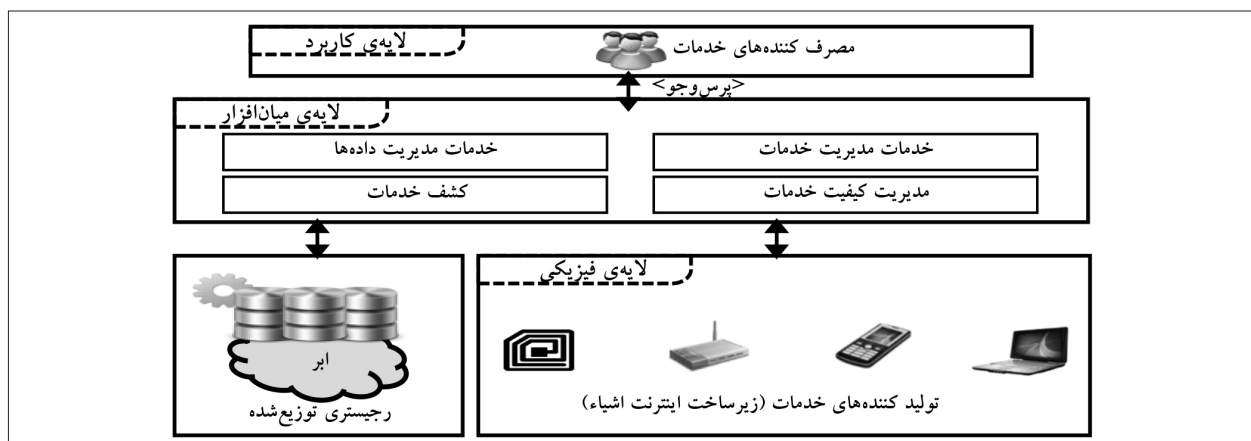 لایه‌ی کاربرد
مصرف کننده‌های خدمات
<پرس‌وجو>
لایه‌ی میان‌افزار
خدمات مدیریت خدمات
خدمات مدیریت داده‌ها
مدیریت کیفیت خدمات
کشف خدمات
لایه‌ی فیزیکی
تولید کننده‌های خدمات (زیرساخت اینترنت اشیاء)
ابر
رجیستری توزیع‌شده